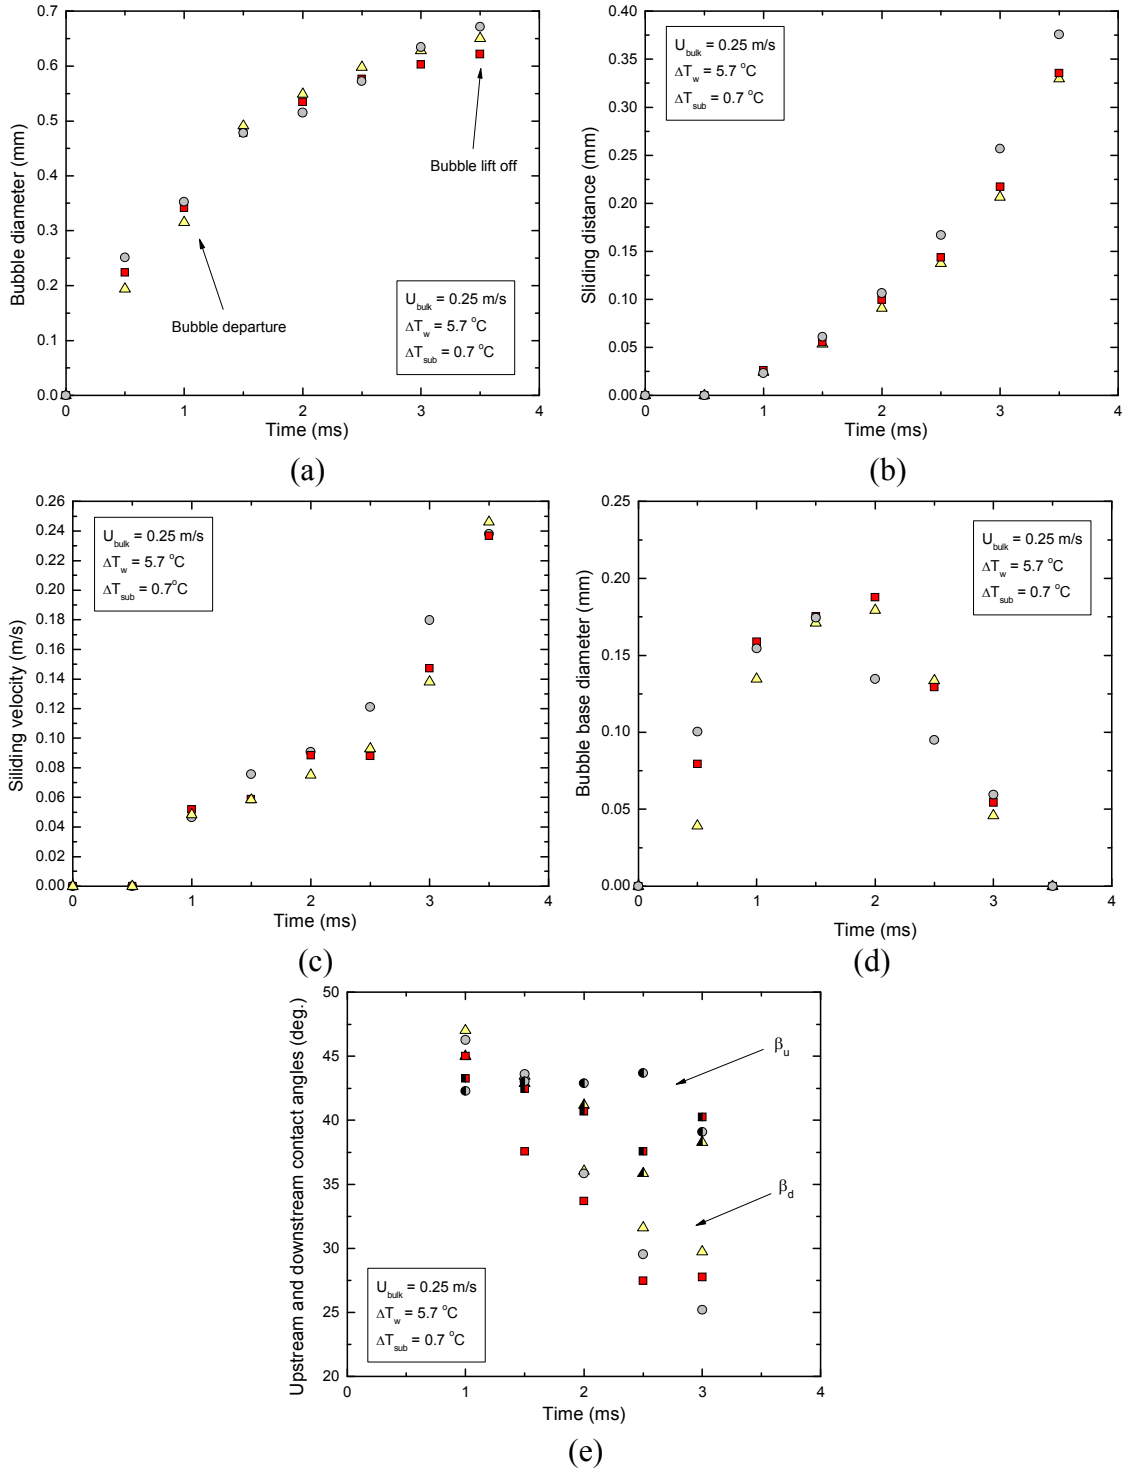 0.7
0.6
0.5
0.4
0.3
0.2
0.1
0.0
Bubble diameter (mm)
Bubble lift off
Bubble departure
U_bulk = 0.25 m/s
ΔT_w = 5.7 °C
ΔT_sub = 0.7 °C
0 1 2 3 4
Time (ms)
(a)
0.40
0.35
0.30
0.25
0.20
0.15
0.10
0.05
0.00
Sliding distance (mm)
U_bulk = 0.25 m/s
ΔT_w = 5.7 °C
ΔT_sub = 0.7 °C
0 1 2 3 4
Time (ms)
(b)
0.26
0.24
0.22
0.20
0.18
0.16
0.14
0.12
0.10
0.08
0.06
0.04
0.02
0.00
Siliding velocity (m/s)
U_bulk = 0.25 m/s
ΔT_w = 5.7 °C
ΔT_sub = 0.7°C
0 1 2 3 4
Time (ms)
(c)
0.25
0.20
0.15
0.10
0.05
0.00
Bubble base diameter (mm)
U_bulk = 0.25 m/s
ΔT_w = 5.7 °C
ΔT_sub = 0.7 °C
0 1 2 3 4
Time (ms)
(d)
50
45
40
35
30
25
20
Upstream and downstream contact angles (deg.)
β_u
β_d
U_bulk = 0.25 m/s
ΔT_w = 5.7 °C
ΔT_sub = 0.7 °C
0 1 2 3 4
Time (ms)
(e)